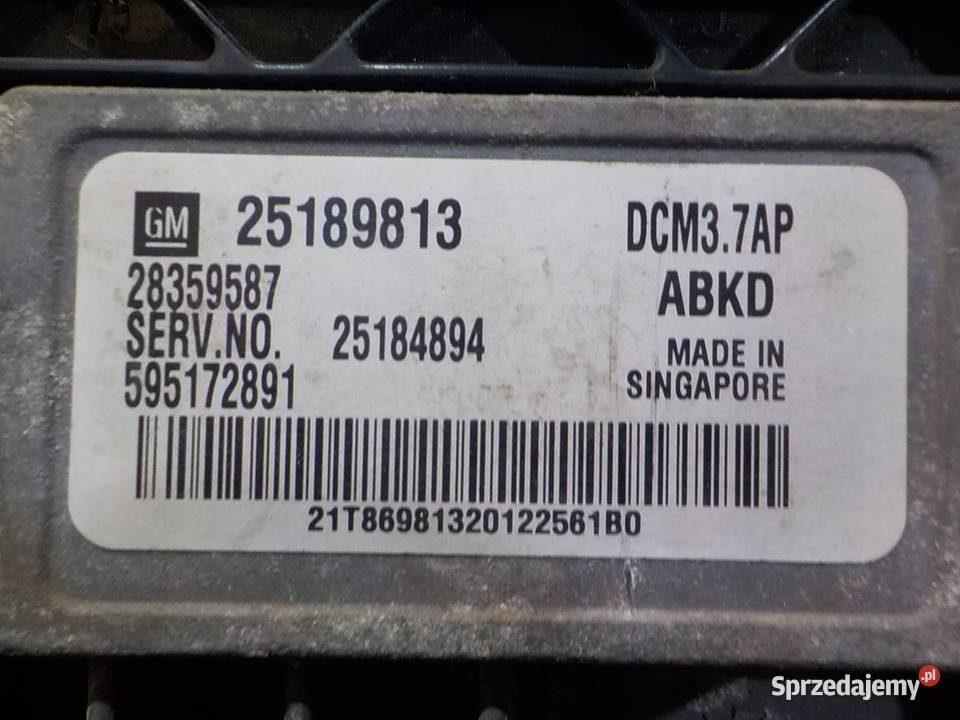 GM 25189813 DCM3.7AP
28359587 ABKD
SERV.NO. 25184894 MADE IN
595172891 SINGAPORE
21T86981320122561B0
Sprzedajemy.pl